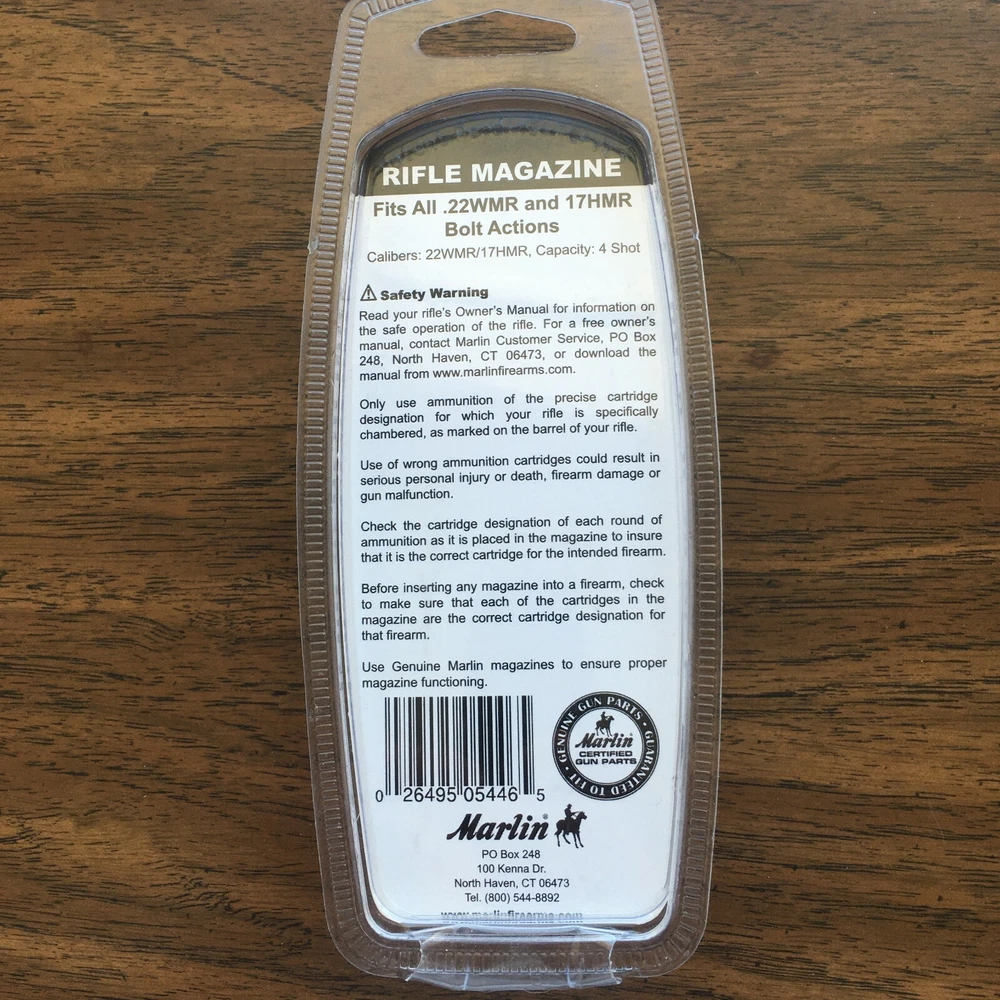 RIFLE MAGAZINE
Fits All .22WMR and 17HMR
Bolt Actions
Calibers: 22WMR/17HMR, Capacity: 4 Shot
Safety Warning
Read your rifle's Owner's Manual for information on
the safe operation of the rifle. For a free owner's
manual, contact Marlin Customer Service, PO Box
248, North Haven, CT 06473, or download the
manual from www.marlinfirearms.com.
Only use ammunition of the precise cartridge
designation for which your rifle is specifically
chambered, as marked on the barrel of your rifle.
Use of wrong ammunition cartridges could result in
serious personal injury or death, firearm damage or
gun malfunction.
Check the cartridge designation of each round of
ammunition as it is placed in the magazine to insure
that it is the correct cartridge for the intended firearm.
Before inserting any magazine into a firearm, check
to make sure that each of the cartridges in the
magazine are the correct cartridge designation for
that firearm.
Use Genuine Marlin magazines to ensure proper
magazine functioning.
0 26495 05446 5
GENUINE GUN PARTS • GUARANTEED TO FIT •
Marlin
CERTIFIED
GUN PARTS
Marlin®
PO Box 248
100 Kenna Dr.
North Haven, CT 06473
Tel. (800) 544-8892
www.marlinfirearms.com